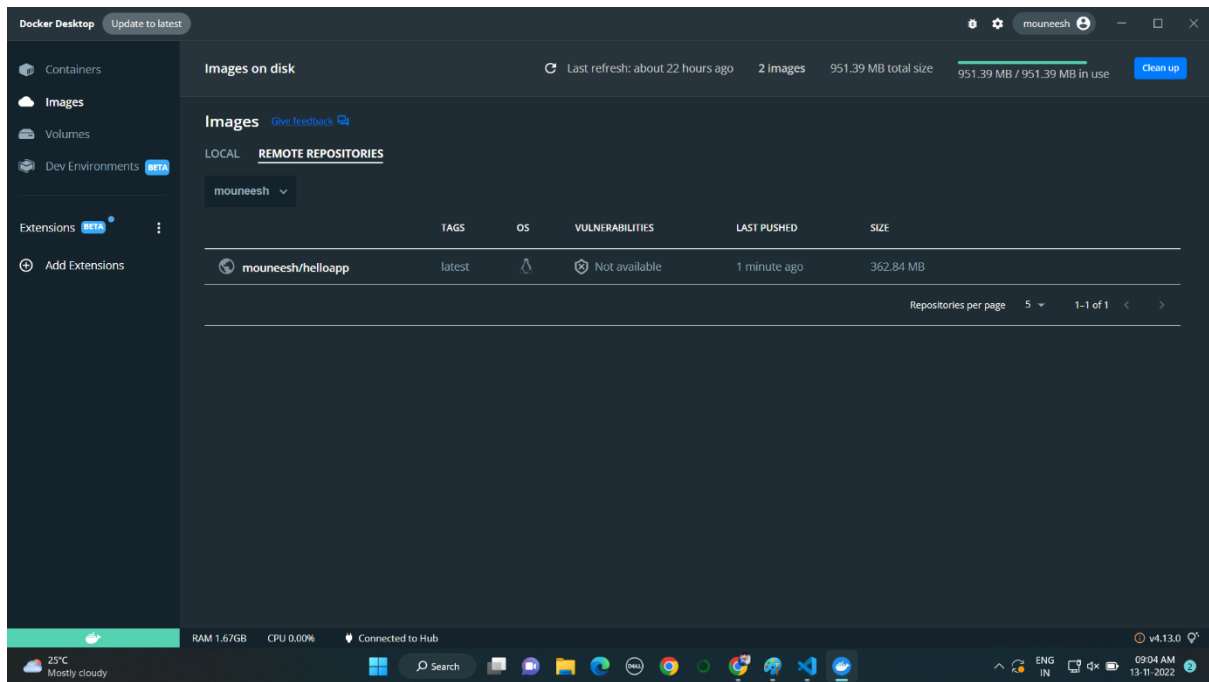 Docker Desktop Update to latest mouneesh
Containers
Images
Volumes
Dev Environments BETA
Extensions BETA
Add Extensions
Images on disk Last refresh: about 22 hours ago 2 images 951.39 MB total size 951.39 MB / 951.39 MB in use Clean up
Images Give feedback
LOCAL REMOTE REPOSITORIES
mouneesh
TAGS OS VULNERABILITIES LAST PUSHED SIZE
mouneesh/helloapp latest Not available 1 minute ago 362.84 MB
Repositories per page 5 1–1 of 1
RAM 1.67GB CPU 0.00% Connected to Hub v4.13.0
25°C
Mostly cloudy
Search
DELL
ENG
IN
09:04 AM
13-11-2022
2